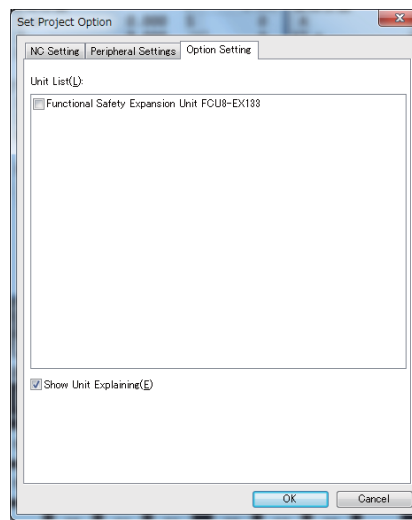 Set Project Option
NC Setting Peripheral Settings Option Setting
Unit List(L):
Functional Safety Expansion Unit FCU8-EX133
Show Unit Explaining(E)
OK Cancel